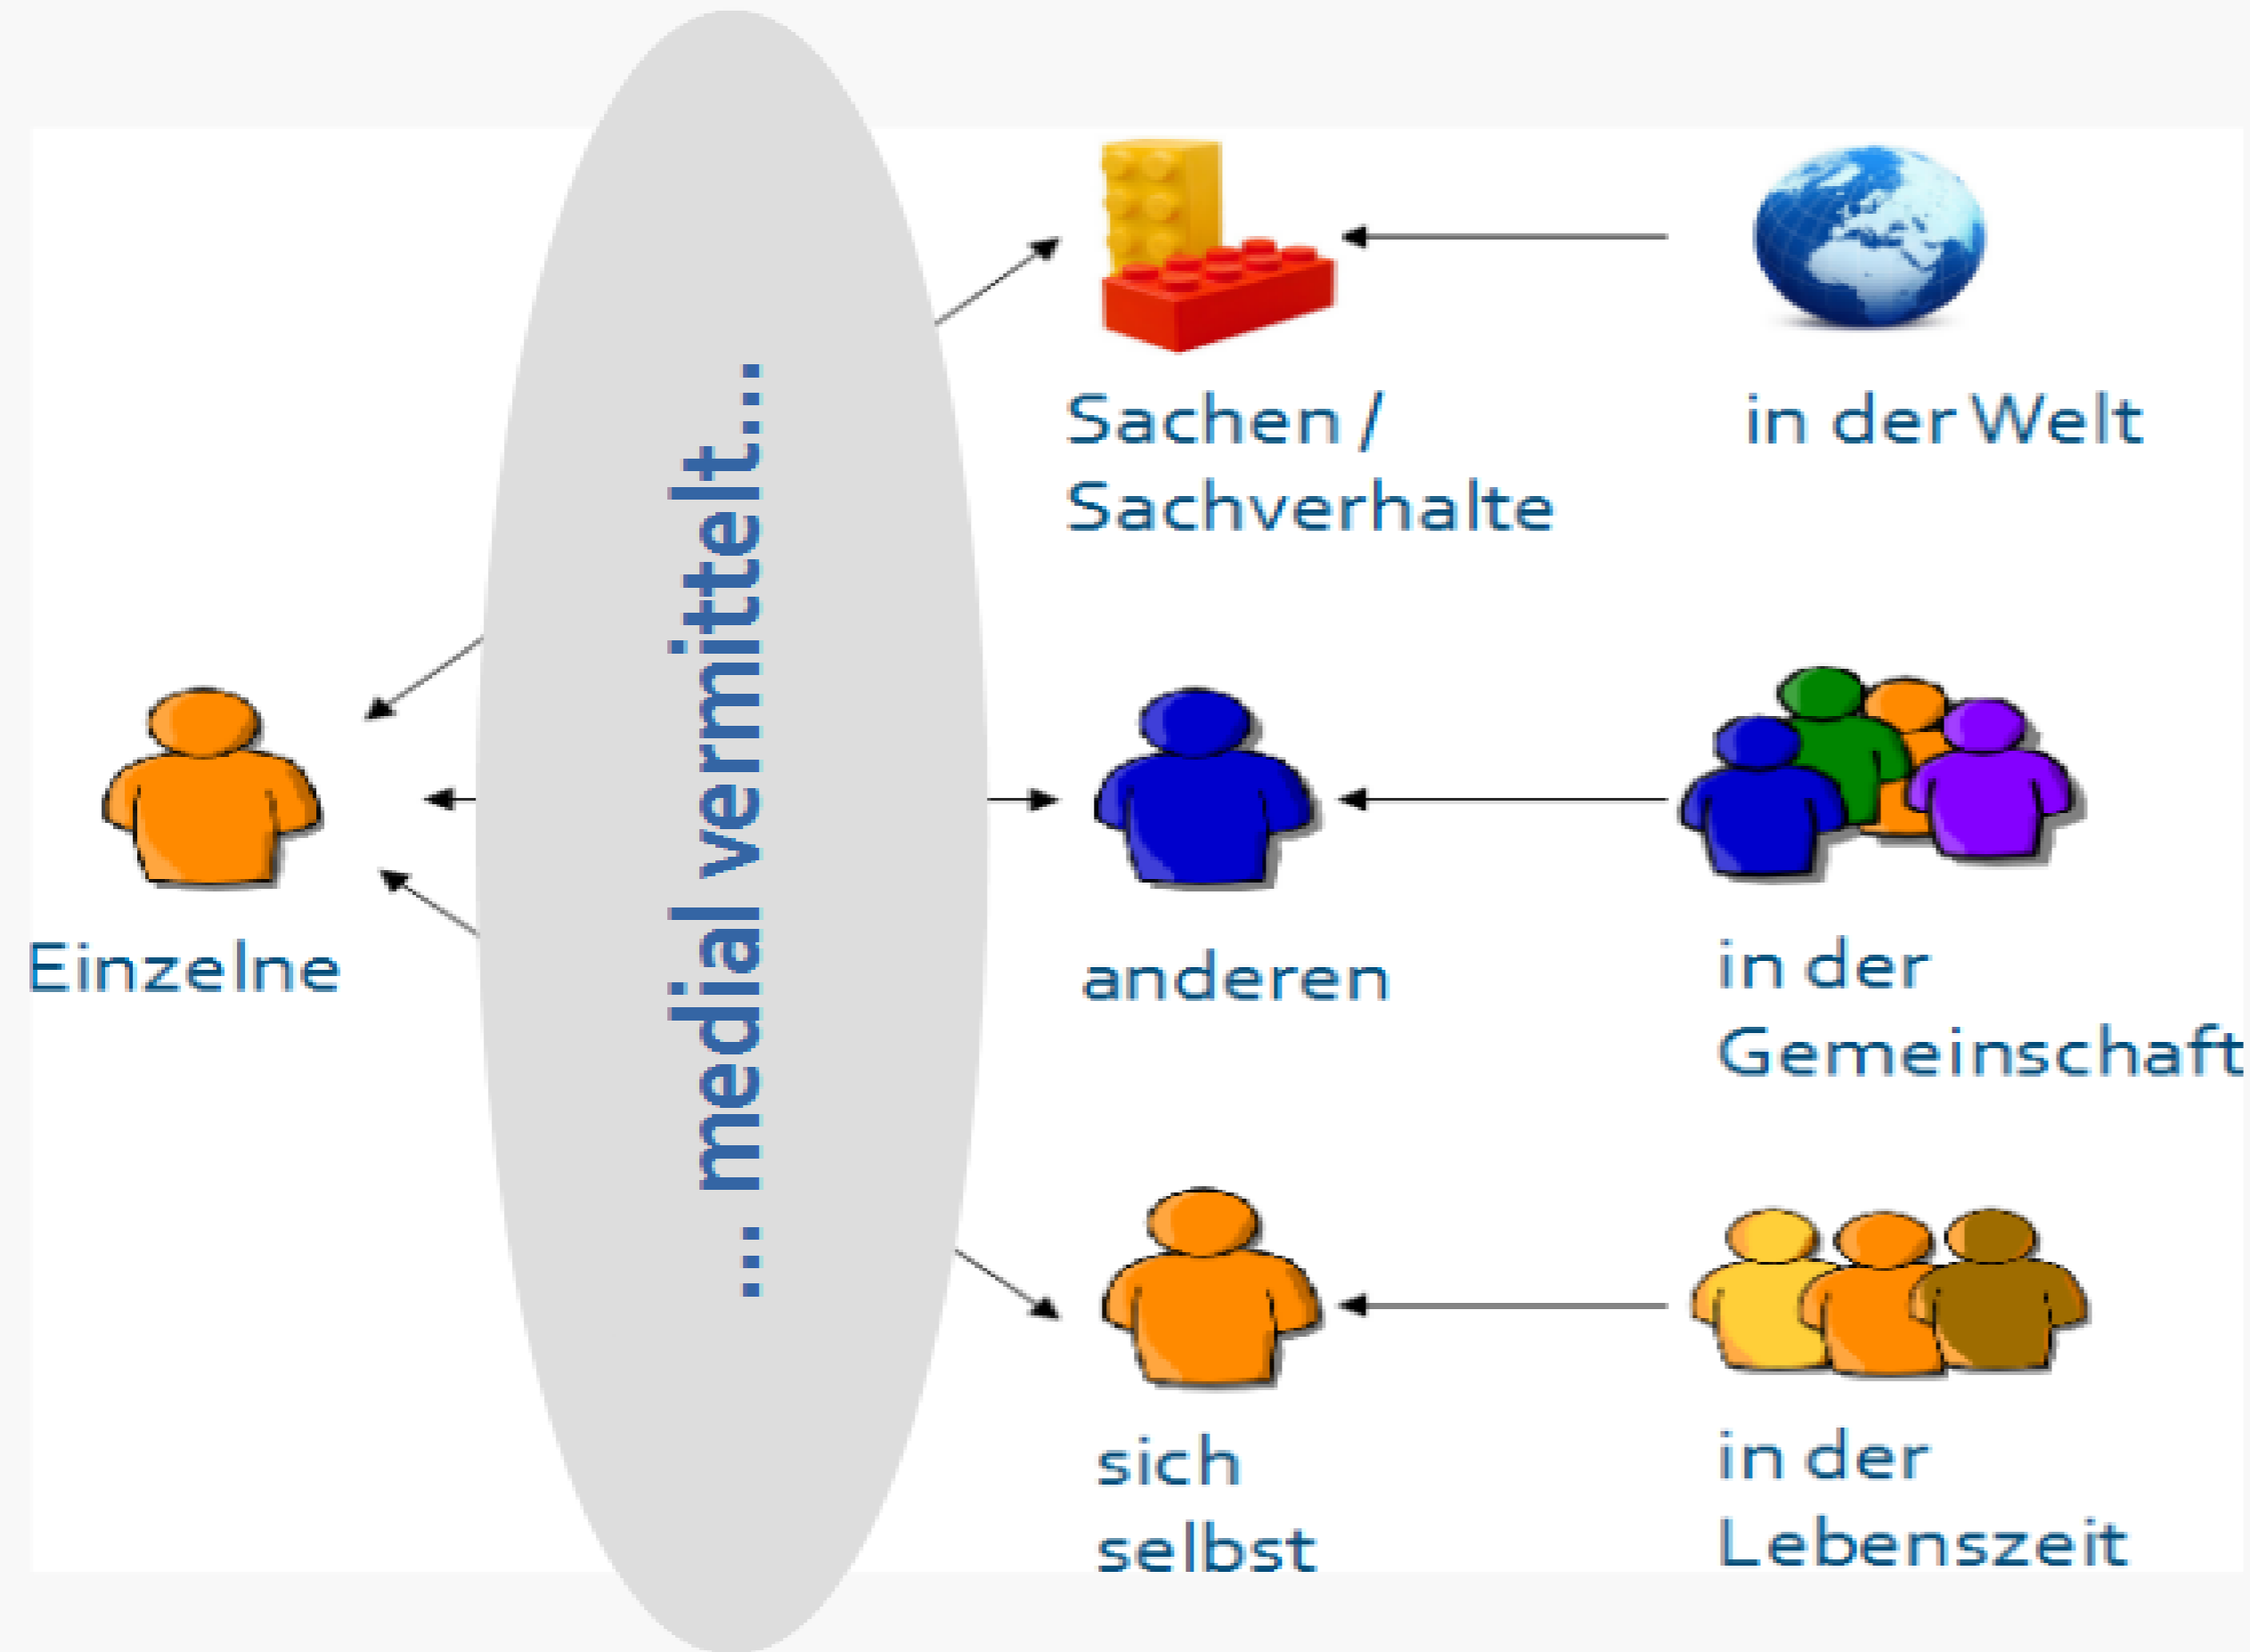 Einzelne
... medial vermittelt...
Sachen /
Sachverhalte
in der Welt
anderen
in der
Gemeinschaft
sich
selbst
in der
Lebenszeit